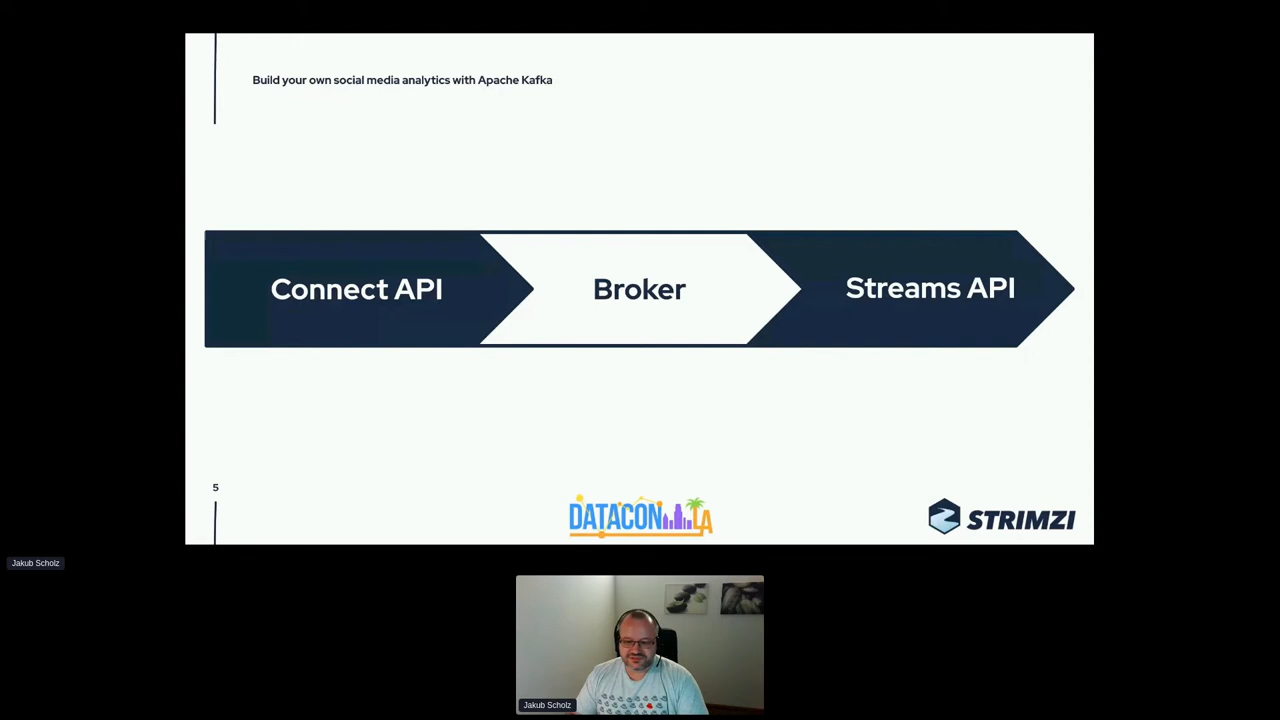 Build your own social media analytics with Apache Kafka
Connect API
Broker
Streams API
5
DATACON LA
STRIMZI
Jakub Scholz
Jakub Scholz